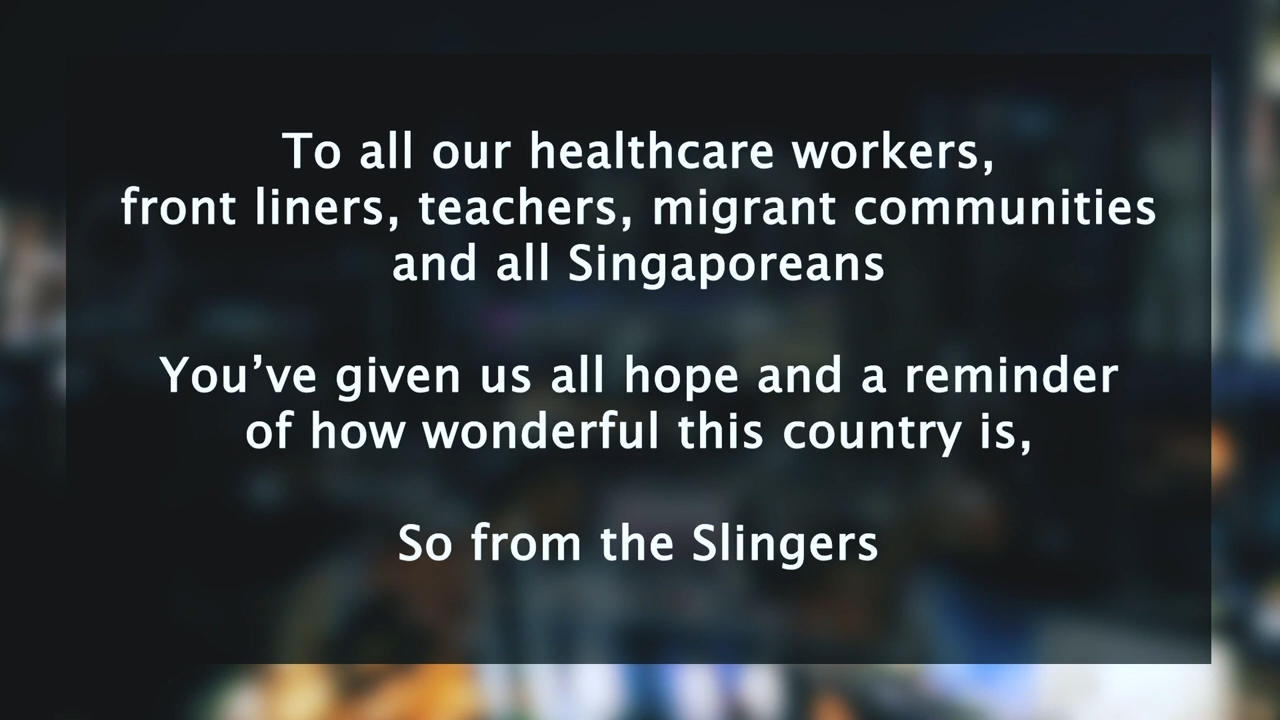 To all our healthcare workers,
front liners, teachers, migrant communities
and all Singaporeans
You’ve given us all hope and a reminder
of how wonderful this country is,
So from the Slingers